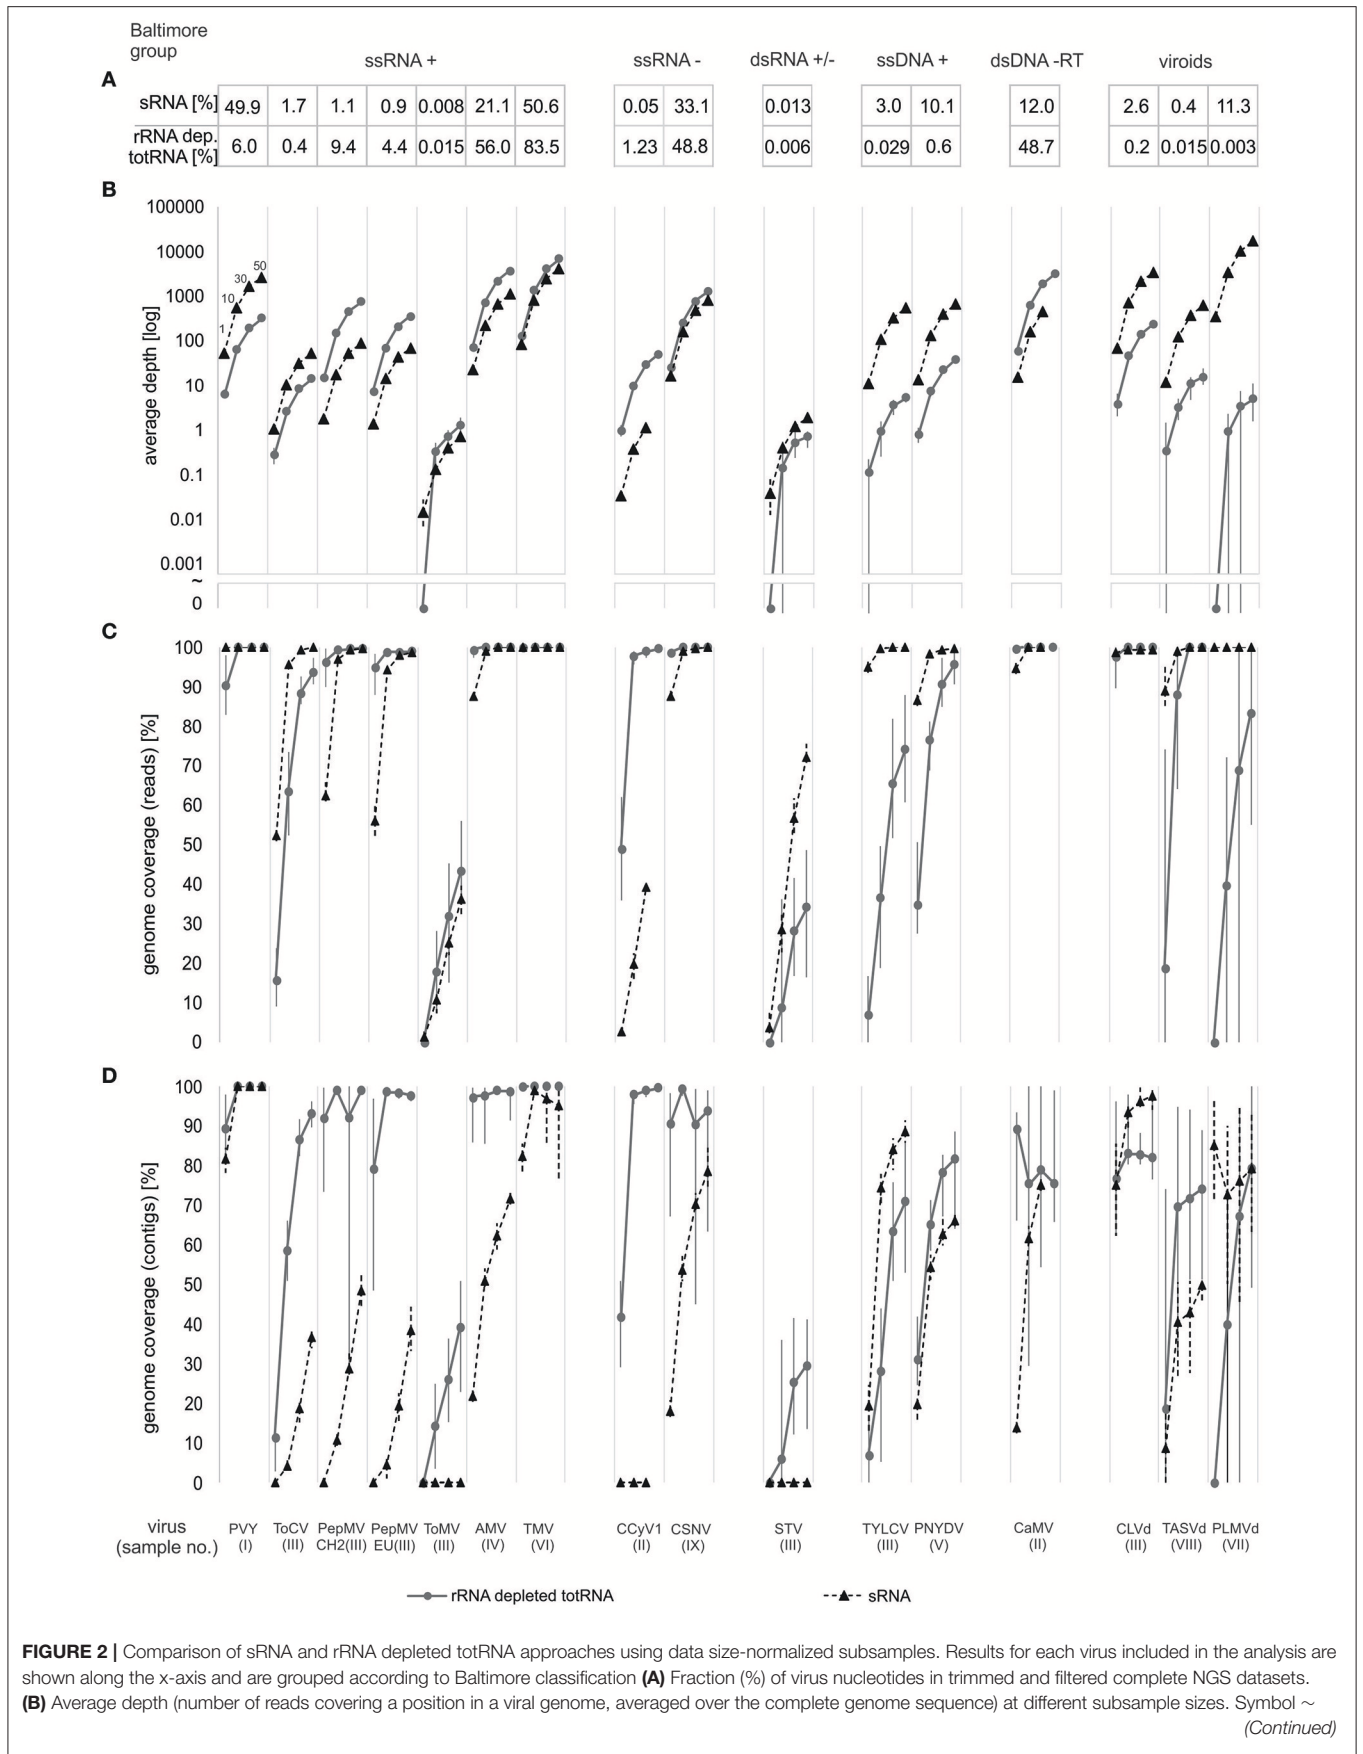 Baltimore
group
ssRNA + ssRNA - dsRNA +/- ssDNA + dsDNA -RT viroids
A
sRNA [%] 49.9 1.7 1.1 0.9 0.008 21.1 50.6 0.05 33.1 0.013 3.0 10.1 12.0 2.6 0.4 11.3
rRNA dep.
totRNA [%] 6.0 0.4 9.4 4.4 0.015 56.0 83.5 1.23 48.8 0.006 0.029 0.6 48.7 0.2 0.015 0.003
B
average depth [log]
100000
10000
1000
100
10
1
0.1
0.01
0.001
~
0
1
10
30
50
C
genome coverage (reads) [%]
100
90
80
70
60
50
40
30
20
10
0
D
genome coverage (contigs) [%]
100
90
80
70
60
50
40
30
20
10
0
virus PVY ToCV PepMV PepMV ToMV AMV TMV CCyV1 CSNV STV TYLCV PNYDV CaMV CLVd TASVd PLMVd
(sample no.) (I) (III) CH2(III) EU(III) (III) (IV) (VI) (II) (IX) (III) (III) (V) (II) (III) (VIII) (VII)
rRNA depleted totRNA sRNA
FIGURE 2 | Comparison of sRNA and rRNA depleted totRNA approaches using data size-normalized subsamples. Results for each virus included in the analysis are
shown along the x-axis and are grouped according to Baltimore classification (A) Fraction (%) of virus nucleotides in trimmed and filtered complete NGS datasets.
(B) Average depth (number of reads covering a position in a viral genome, averaged over the complete genome sequence) at different subsample sizes. Symbol ∼
(Continued)